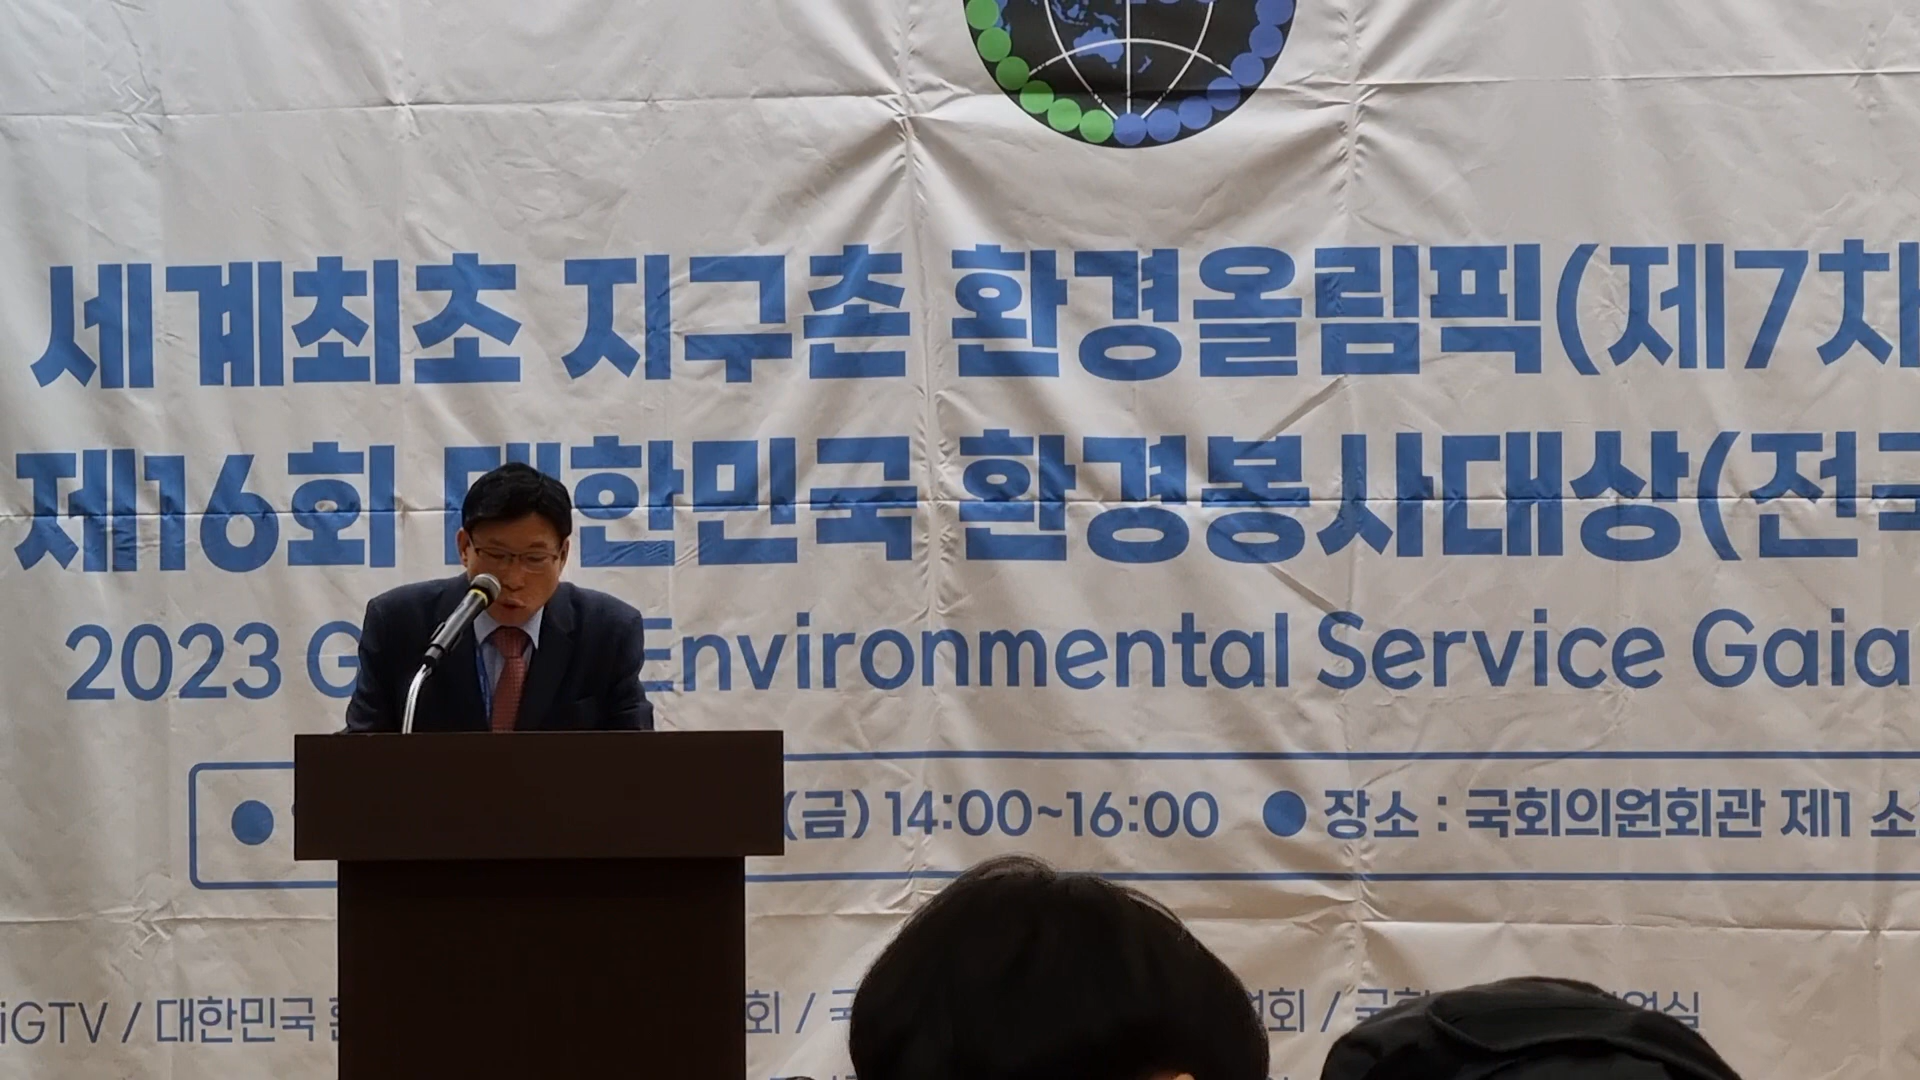 세계최초 지구촌 환경올림픽(제7차
제16회 대한민국 환경봉사대상(전국
2023 Environmental Service Gaia
(금) 14:00~16:00 ● 장소 : 국회의원회관 제1 소
iGTV / 대한민국